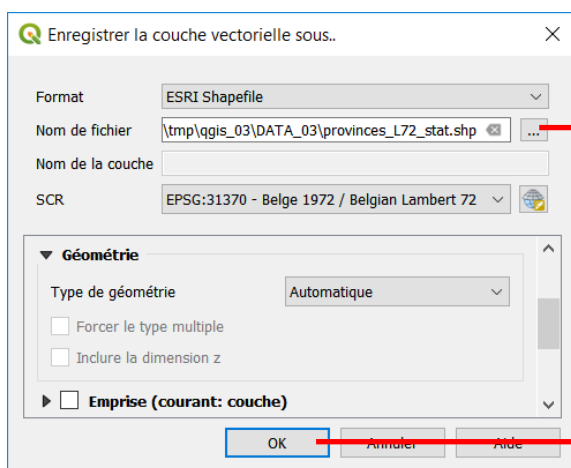 Enregistrer la couche vectorielle sous..
Format ESRI Shapefile
Nom de fichier \tmp\qgis_03\DATA_03\provinces_L72_stat.shp ...
Nom de la couche
SCR EPSG:31370 - Belge 1972 / Belgian Lambert 72
Géométrie
Type de géométrie Automatique
Forcer le type multiple
Inclure la dimension z
Emprise (courant: couche)
OK Annuler Aide